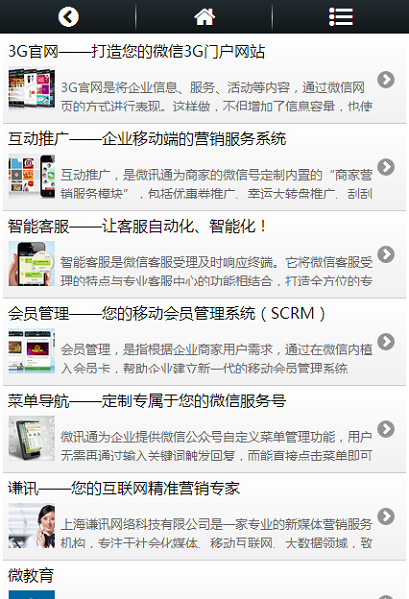 3G官网——打造您的微信3G门户网站
3G官网是将企业信息、服务、活动等内容，通过微信网
页的方式进行表现。这样做，不但增加了信息容量，也使
互动推广——企业移动端的营销服务系统
互动推广，是微讯通为商家的微信号定制内置的“商家营
销服务模块”，包括优惠券推广、幸运大转盘推广、刮刮
智能客服——让客服自动化、智能化！
智能客服是微信客服受理及时响应终端。它将微信客服受
理的特点与专业客服中心的功能相结合，打造全方位的专
会员管理——您的移动会员管理系统（SCRM）
会员管理，是指根据企业商家用户需求，通过在微信内植
入会员卡，帮助企业建立新一代的移动会员管理系统
菜单导航——定制专属于您的微信服务号
微讯通为企业提供微信公众号自定义菜单管理功能，用户
无需再通过输入关键词触发回复，而能直接点击菜单即可
谦讯——您的互联网精准营销专家
上海谦讯网络科技有限公司是一家专业的新媒体营销服务
机构，专注于社会化媒体、移动互联网、大数据领域，致
微教育